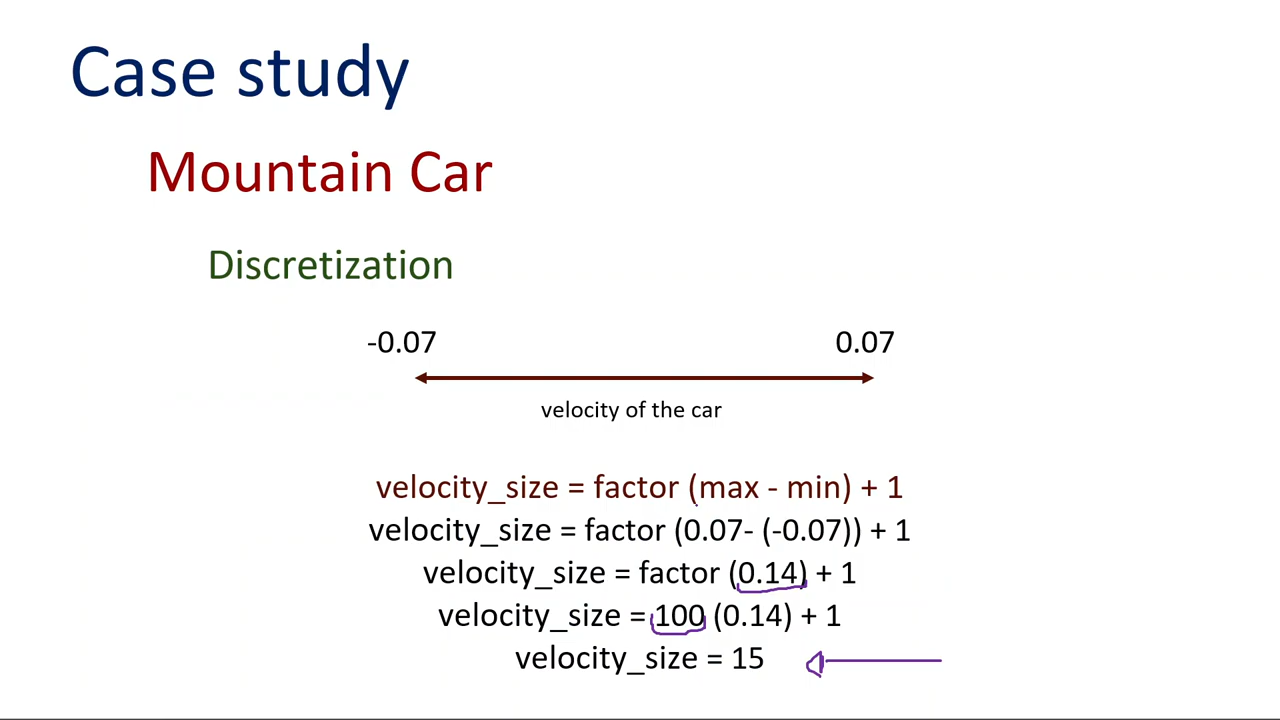 Case study
Mountain Car
Discretization
-0.07 0.07
velocity of the car
velocity_size = factor (max - min) + 1
velocity_size = factor (0.07- (-0.07)) + 1
velocity_size = factor (0.14) + 1
velocity_size = 100 (0.14) + 1
velocity_size = 15